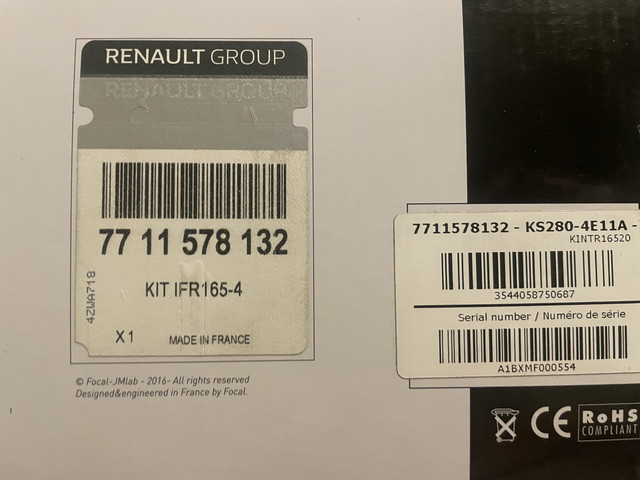 RENAULT GROUP
RENAULT GROUP
77 11 578 132
KIT IFR165-4
4ZWA718
X 1
MADE IN FRANCE
© Focal-JMlab - 2016- All rights reserved
Designed&engineered in France by Focal.
7711578132 - KS280-4E11A -
KINTR16520
3544058750687
Serial number / Numéro de série
A1BXMF000554
CE
RoHS
COMPLIANT